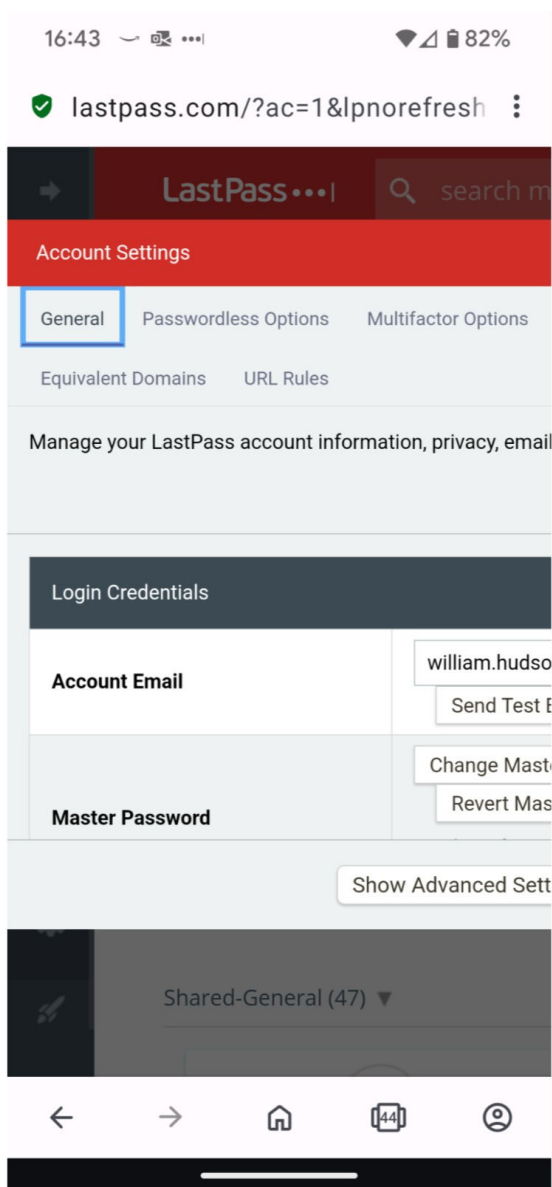 16:43 82%
lastpass.com/?ac=1&lpnorefresh
LastPass search m
Account Settings
General Passwordless Options Multifactor Options
Equivalent Domains URL Rules
Manage your LastPass account information, privacy, email
Login Credentials
Account Email
william.hudso
Send Test E
Master Password
Change Maste
Revert Mas
Show Advanced Sett
Shared-General (47)
44